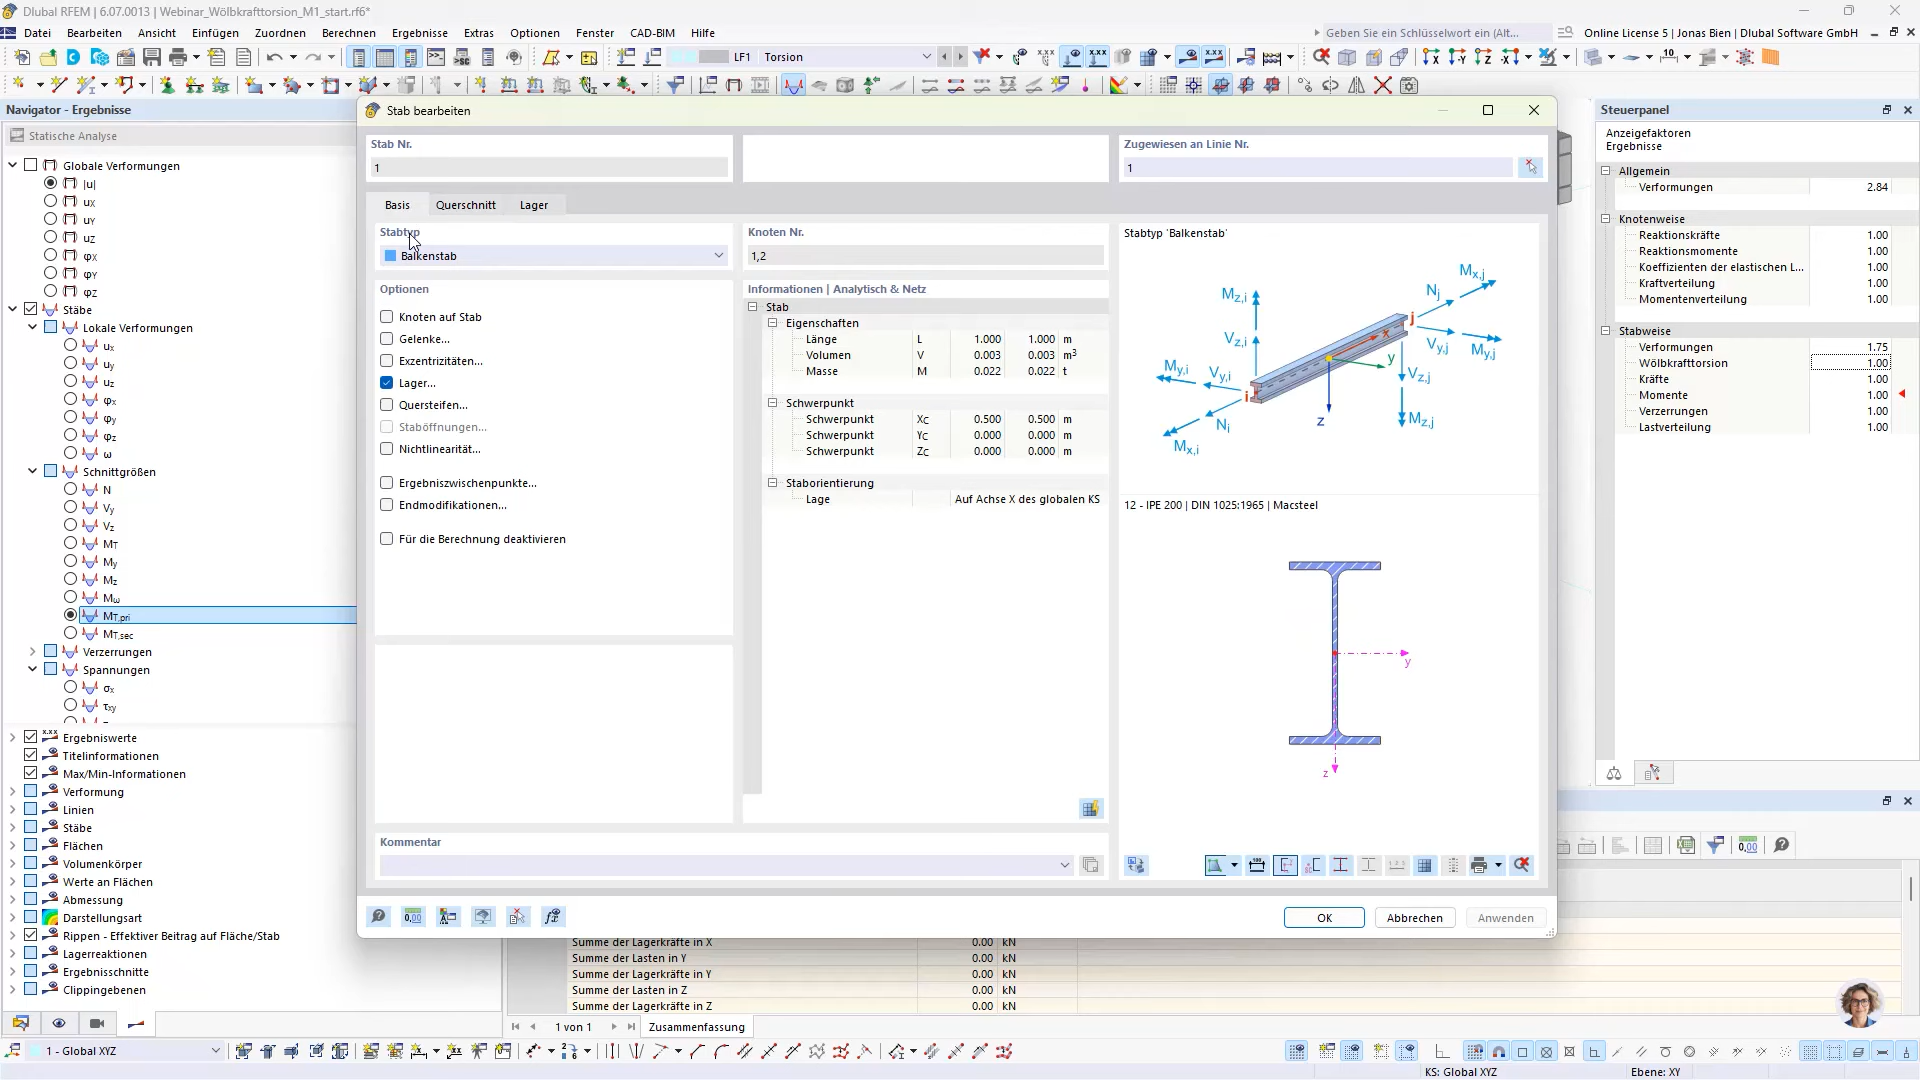 Dlubal RFEM | 6.07.0013 | Webinar_Wölbkrafttorsion_M1_start.rf6*
Datei Bearbeiten Ansicht Einfügen Zuordnen Berechnen Ergebnisse Extras Optionen Fenster CAD-BIM Hilfe
Geben Sie ein Schlüsselwort ein (Alt...
Online License 5 | Jonas Bien | Dlubal Software GmbH
LF1 Torsion
Navigator - Ergebnisse
Statische Analyse
Globale Verformungen
|u|
uX
uY
uZ
φX
φY
φZ
Stäbe
Lokale Verformungen
ux
uy
uz
φx
φy
φz
ω
Schnittgrößen
N
Vy
Vz
MT
My
Mz
Mω
MT,pri
MT,sec
Verzerrungen
Spannungen
σx
τxy
Ergebniswerte
Titelinformationen
Max/Min-Informationen
Verformung
Linien
Stäbe
Flächen
Volumenkörper
Werte an Flächen
Abmessung
Darstellungsart
Rippen - Effektiver Beitrag auf Fläche/Stab
Lagerreaktionen
Ergebnisschnitte
Clippingebenen
Stab bearbeiten
Stab Nr.
1
Zugewiesen an Linie Nr.
1
Basis Querschnitt Lager
Stabtyp
Balkenstab
Optionen
Knoten auf Stab
Gelenke...
Exzentrizitäten...
Lager...
Quersteifen...
Staböffnungen...
Nichtlinearität...
Ergebniszwischenpunkte...
Endmodifikationen...
Für die Berechnung deaktivieren
Knoten Nr.
1,2
Informationen | Analytisch & Netz
Stab
Eigenschaften
Länge L 1.000 1.000 m
Volumen V 0.003 0.003 m³
Masse M 0.022 0.022 t
Schwerpunkt
Schwerpunkt XC 0.500 0.500 m
Schwerpunkt YC 0.000 0.000 m
Schwerpunkt ZC 0.000 0.000 m
Staborientierung
Lage Auf Achse X des globalen KS
Kommentar
Stabtyp 'Balkenstab'
Mx,j
Nj
Mz,i
j
x
Vz,i
y
Vy,j
My,j
My,i
Vy,i
Vz,j
i
z
Mz,j
Ni
Mx,i
12 - IPE 200 | DIN 1025:1965 | Macsteel
y
z
OK Abbrechen Anwenden
Steuerpanel
Anzeigefaktoren
Ergebnisse
Allgemein
Verformungen 2.84
Knotenweise
Reaktionskräfte 1.00
Reaktionsmomente 1.00
Koeffizienten der elastischen L... 1.00
Kraftverteilung 1.00
Momentenverteilung 1.00
Stabweise
Verformungen 1.75
Wölbkrafttorsion 1.00
Kräfte 1.00
Momente 1.00
Verzerrungen 1.00
Lastverteilung 1.00
Summe der Lagerkräfte in X 0.00 kN
Summe der Lasten in Y 0.00 kN
Summe der Lagerkräfte in Y 0.00 kN
Summe der Lasten in Z 0.00 kN
Summe der Lagerkräfte in Z 0.00 kN
1 von 1 Zusammenfassung
1 - Global XYZ
KS: Global XYZ
Ebene: XY